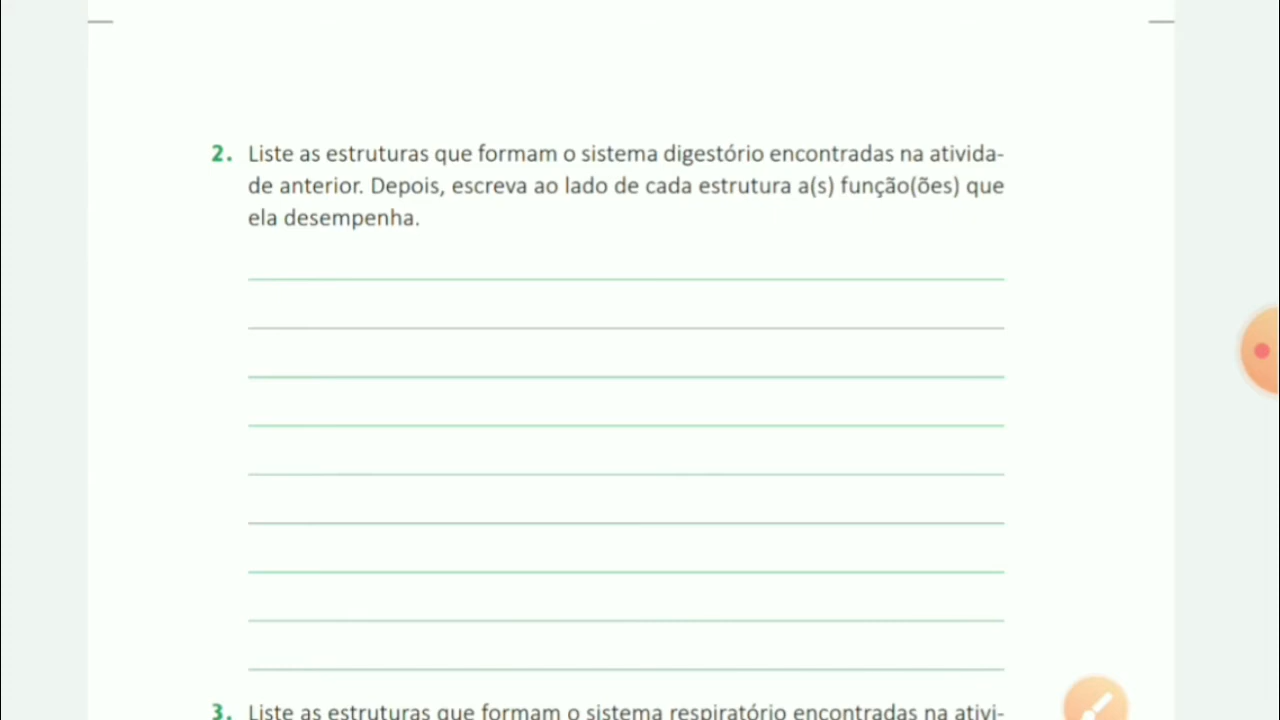 2. Liste as estruturas que formam o sistema digestório encontradas na ativida-
de anterior. Depois, escreva ao lado de cada estrutura a(s) função(ões) que
ela desempenha.
3. Liste as estruturas que formam o sistema respiratório encontradas na ativi-